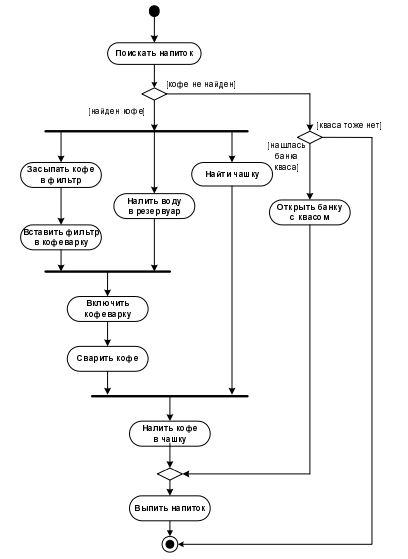 Поискать напиток
[кофе не найден]
[найден кофе]
[кваса тоже нет]
[нашлась
банка
кваса]
Засыпать кофе
в фильтр
Налить воду
в резервуар
Найти чашку
Открыть банку
с квасом
Вставить фильтр
в кофеварку
Включить
кофеварку
Сварить кофе
Налить кофе
в чашку
Выпить напиток